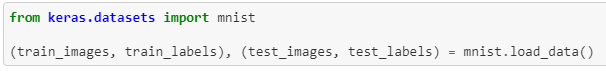 from keras.datasets import mnist
(train_images, train_labels), (test_images, test_labels) = mnist.load_data()